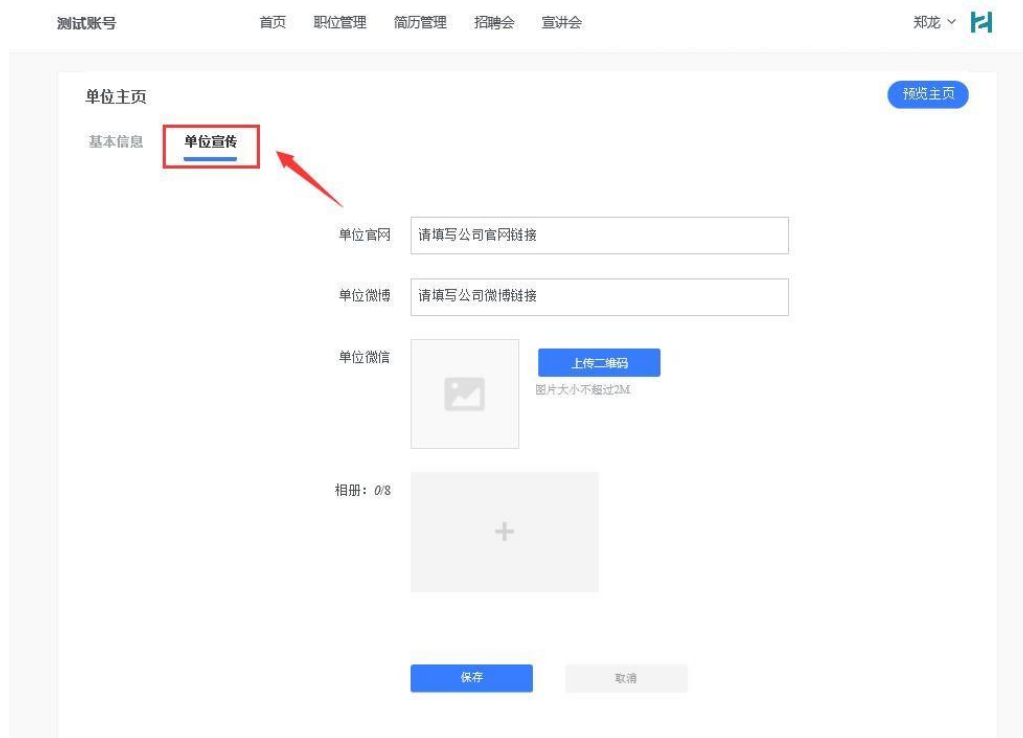 测试账号 首页 职位管理 简历管理 招聘会 宣讲会 郑龙
单位主页 预览主页
基本信息 单位宣传
单位官网 请填写公司官网链接
单位微博 请填写公司微博链接
单位微信 上传二维码
图片大小不超过2M
相册：0/8
保存 取消